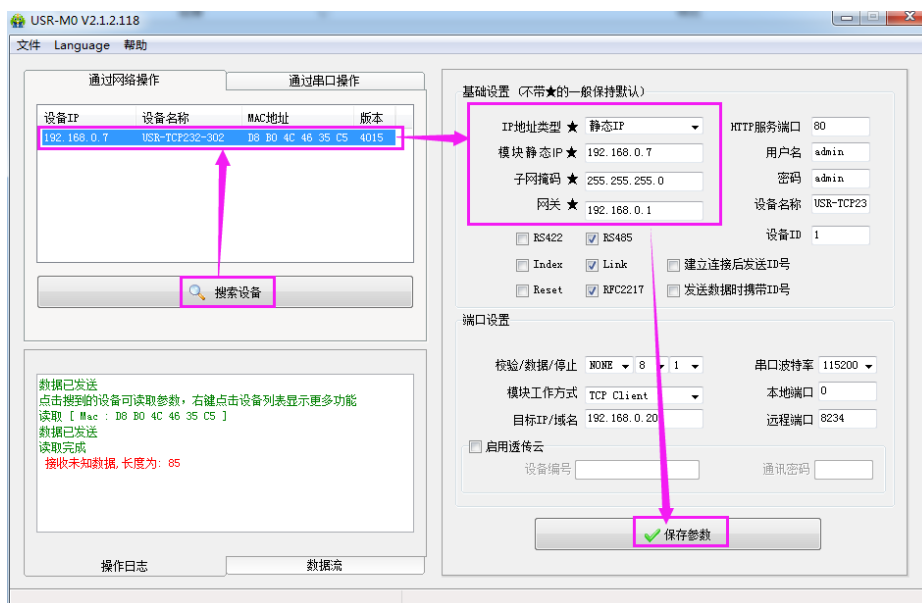 USR-M0 V2.1.2.118
文件 Language 帮助
通过网络操作 通过串口操作
设备IP 设备名称 MAC地址 版本
192.168.0.7 USR-TCP232-302 D8 B0 4C 46 35 C5 4015
搜索设备
数据已发送
点击搜到的设备可读取参数，右键点击设备列表显示更多功能
读取 [ Mac : D8 B0 4C 46 35 C5 ]
数据已发送
读取完成
接收未知数据,长度为: 85
操作日志 数据流
基础设置 (不带★的一般保持默认)
IP地址类型 ★ 静态IP HTTP服务端口 80
模块静态IP★ 192.168.0.7 用户名 admin
子网掩码 ★ 255.255.255.0 密码 admin
网关 ★ 192.168.0.1 设备名称 USR-TCP23
RS422 RS485 设备ID 1
Index Link 建立连接后发送ID号
Reset RFC2217 发送数据时携带ID号
端口设置
校验/数据/停止 NONE 8 1 串口波特率 115200
模块工作方式 TCP Client 本地端口 0
目标IP/域名 192.168.0.20 远程端口 8234
启用透传云
设备编号 通讯密码
保存参数